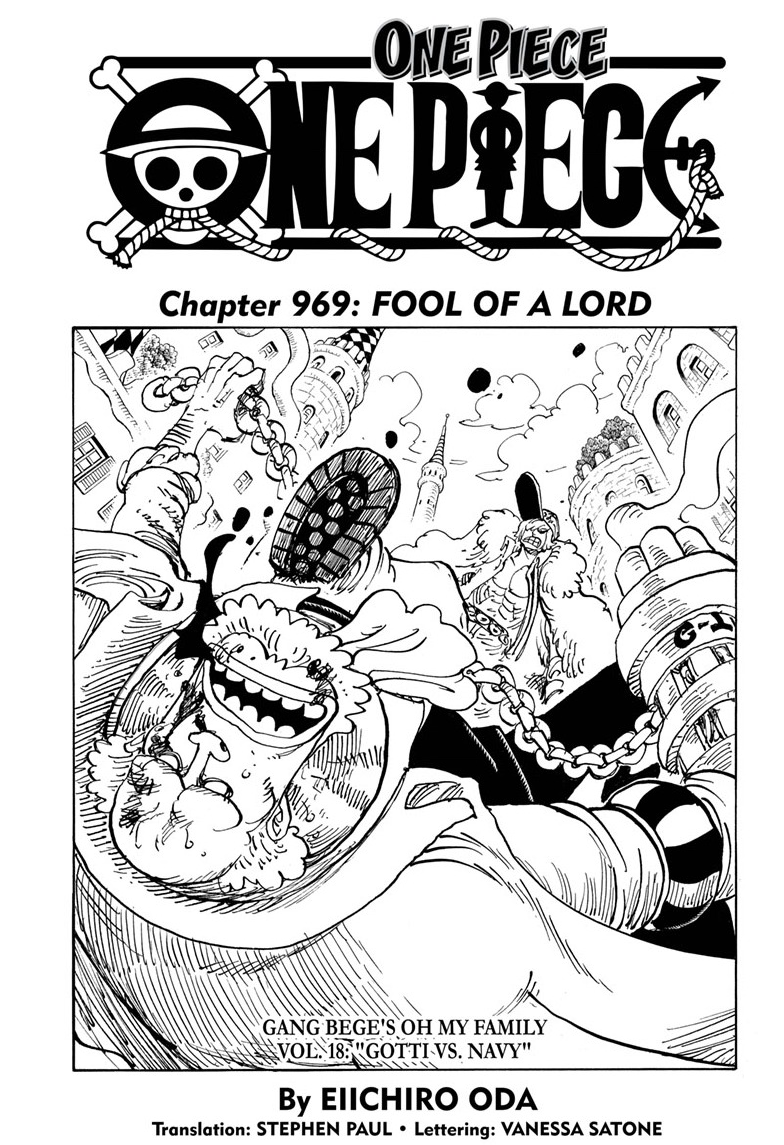 ONE PIECE
ONE PIECE
Chapter 969: FOOL OF A LORD
G-1
GANG BEGE'S OH MY FAMILY
VOL. 18: "GOTTI VS. NAVY"
By EIICHIRO ODA
Translation: STEPHEN PAUL • Lettering: VANESSA SATONE